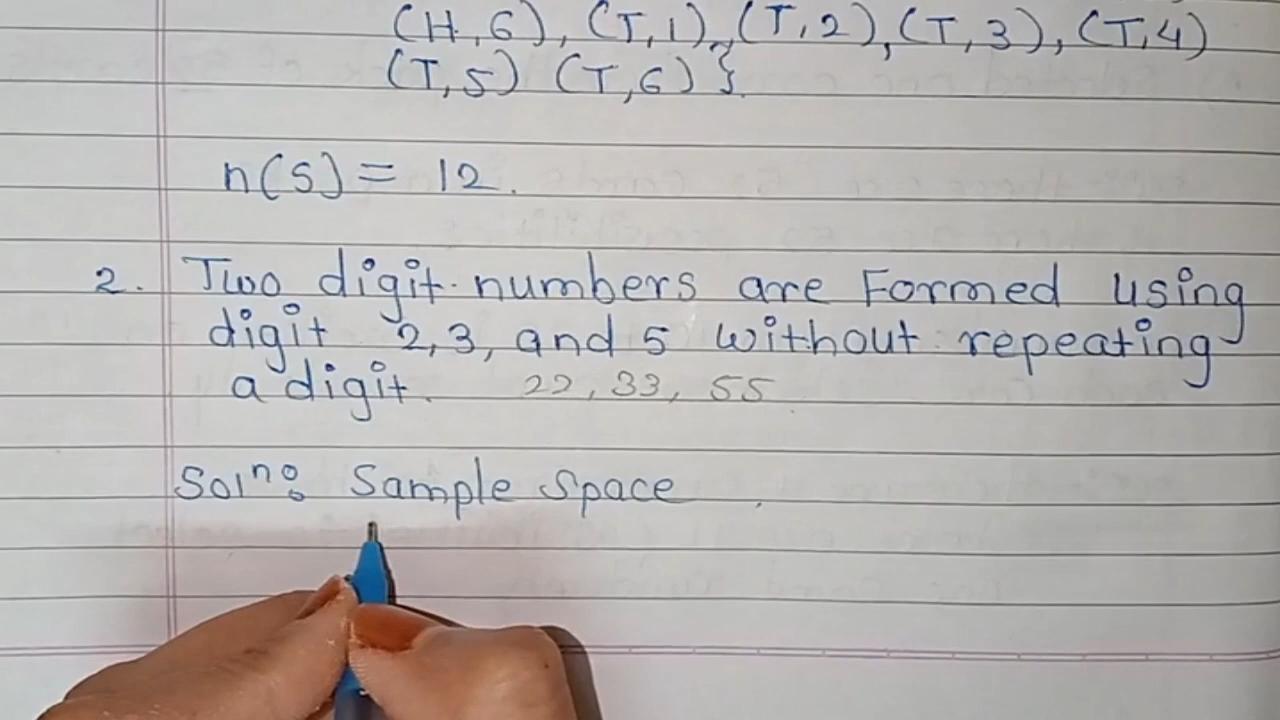 (H,6), (T,1), (T,2), (T,3), (T,4)
(T,5) (T,6) }.
n(S) = 12.
2. Two digit numbers are Formed using
digit 2,3, and 5 without repeating
a digit. 22, 33, 55
Solⁿ: Sample Space